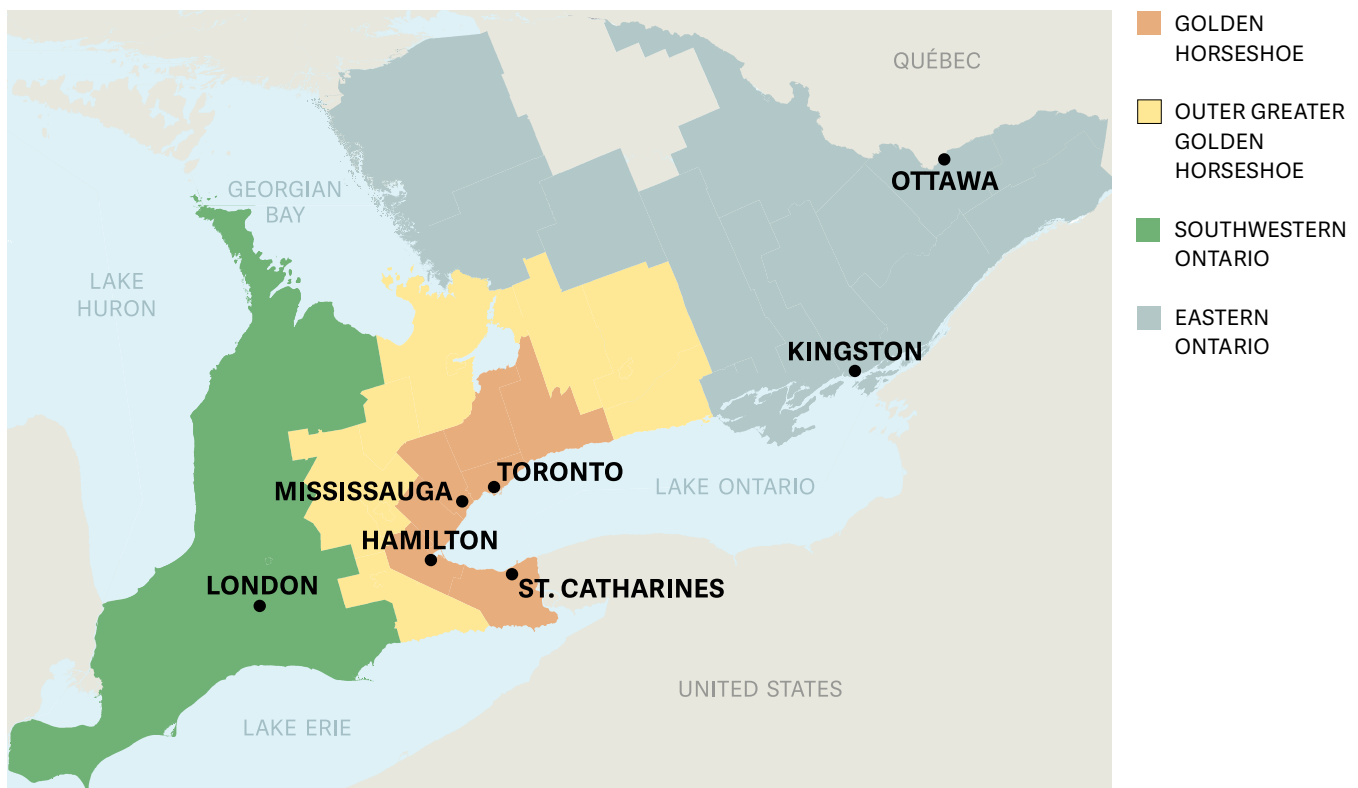 QUÉBEC
OTTAWA
GEORGIAN
BAY
LAKE
HURON
KINGSTON
TORONTO
MISSISSAUGA
LAKE ONTARIO
HAMILTON
LONDON
ST. CATHARINES
UNITED STATES
LAKE ERIE
GOLDEN
HORSESHOE
OUTER GREATER
GOLDEN
HORSESHOE
SOUTHWESTERN
ONTARIO
EASTERN
ONTARIO